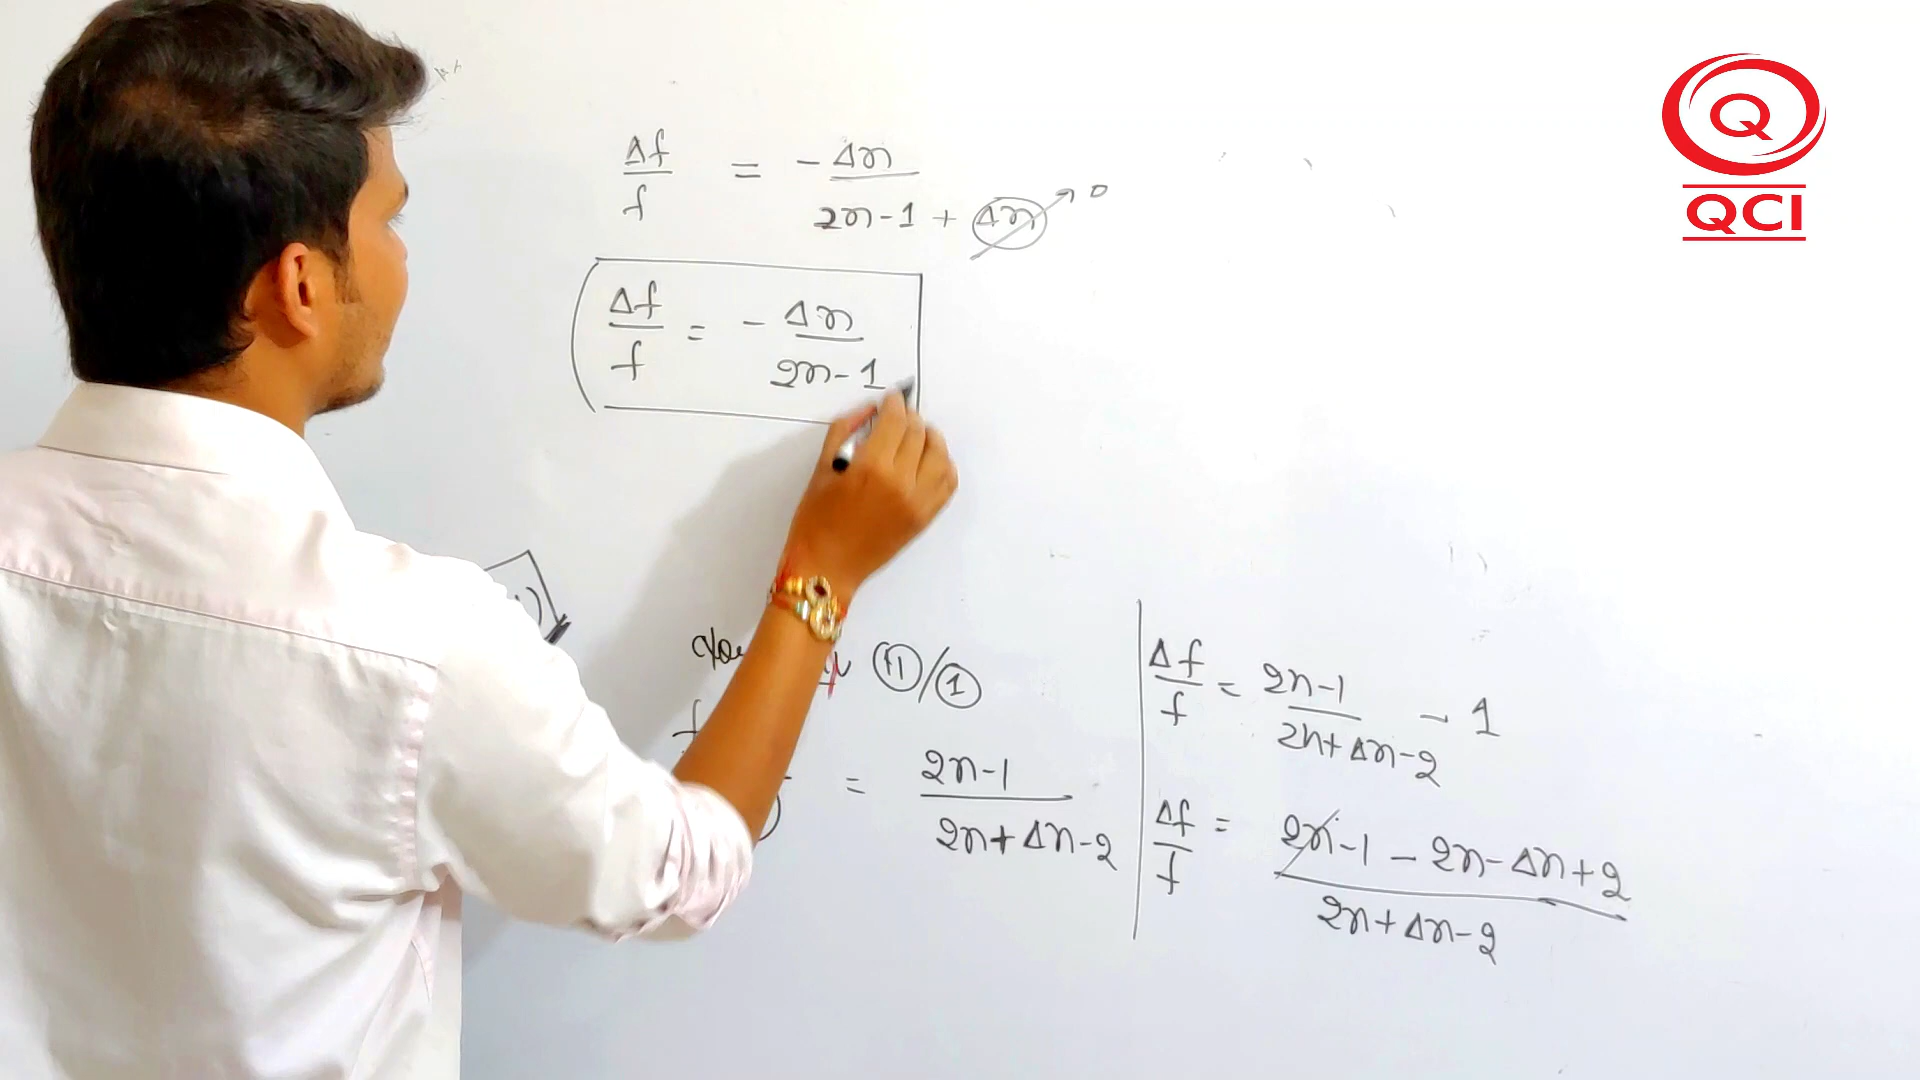 Δf/f = -Δn/2n-1 + Δn → 0
Δf/f = -Δn/2n-1
(11)/(1)
= 2n-1/2n+Δn-2
Δf/f = 2n-1/2n+Δn-2 - 1
Δf/f = 2n-1-2n-Δn+2/2n+Δn-2
Q
QCI